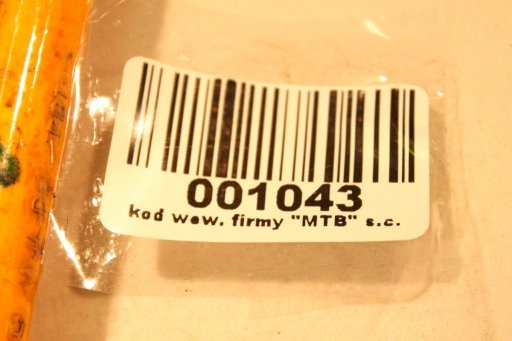 001043
kod wew. firmy "MTB" s.c.